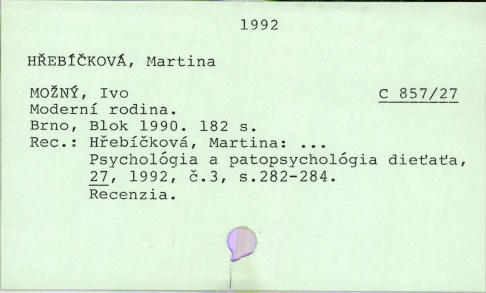 1992
HŘEBÍČKOVÁ, Martina
MOŽNÝ, Ivo C 857/27
Moderní rodina.
Brno, Blok 1990. 182 s.
Rec.: Hřebíčková, Martina: ...
Psychológia a patopsychológia dieťaťa,
27, 1992, č.3, s.282-284.
Recenzia.